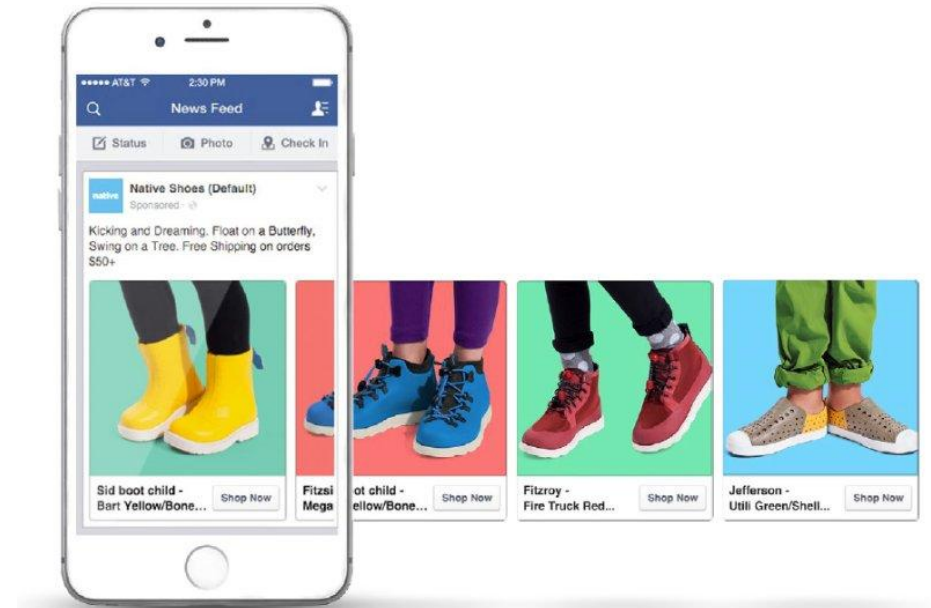 AT&T 2:30 PM
News Feed
Status Photo Check In
native
Native Shoes (Default)
Sponsored ·
Kicking and Dreaming. Float on a Butterfly,
Swing on a Tree. Free Shipping on orders
$50+
Sid boot child -
Bart Yellow/Bone...
Shop Now
Fitzsi ot child -
Mega ellow/Bone...
Shop Now
Fitzroy -
Fire Truck Red...
Shop Now
Jefferson -
Utili Green/Shell...
Shop Now